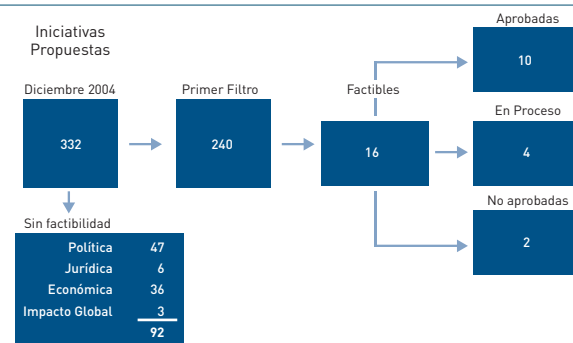 Iniciativas
Propuestas
Diciembre 2004
332
Primer Filtro
240
Factibles
16
Aprobadas
10
En Proceso
4
No aprobadas
2
Sin factibilidad
Política 47
Jurídica 6
Económica 36
Impacto Global 3
92